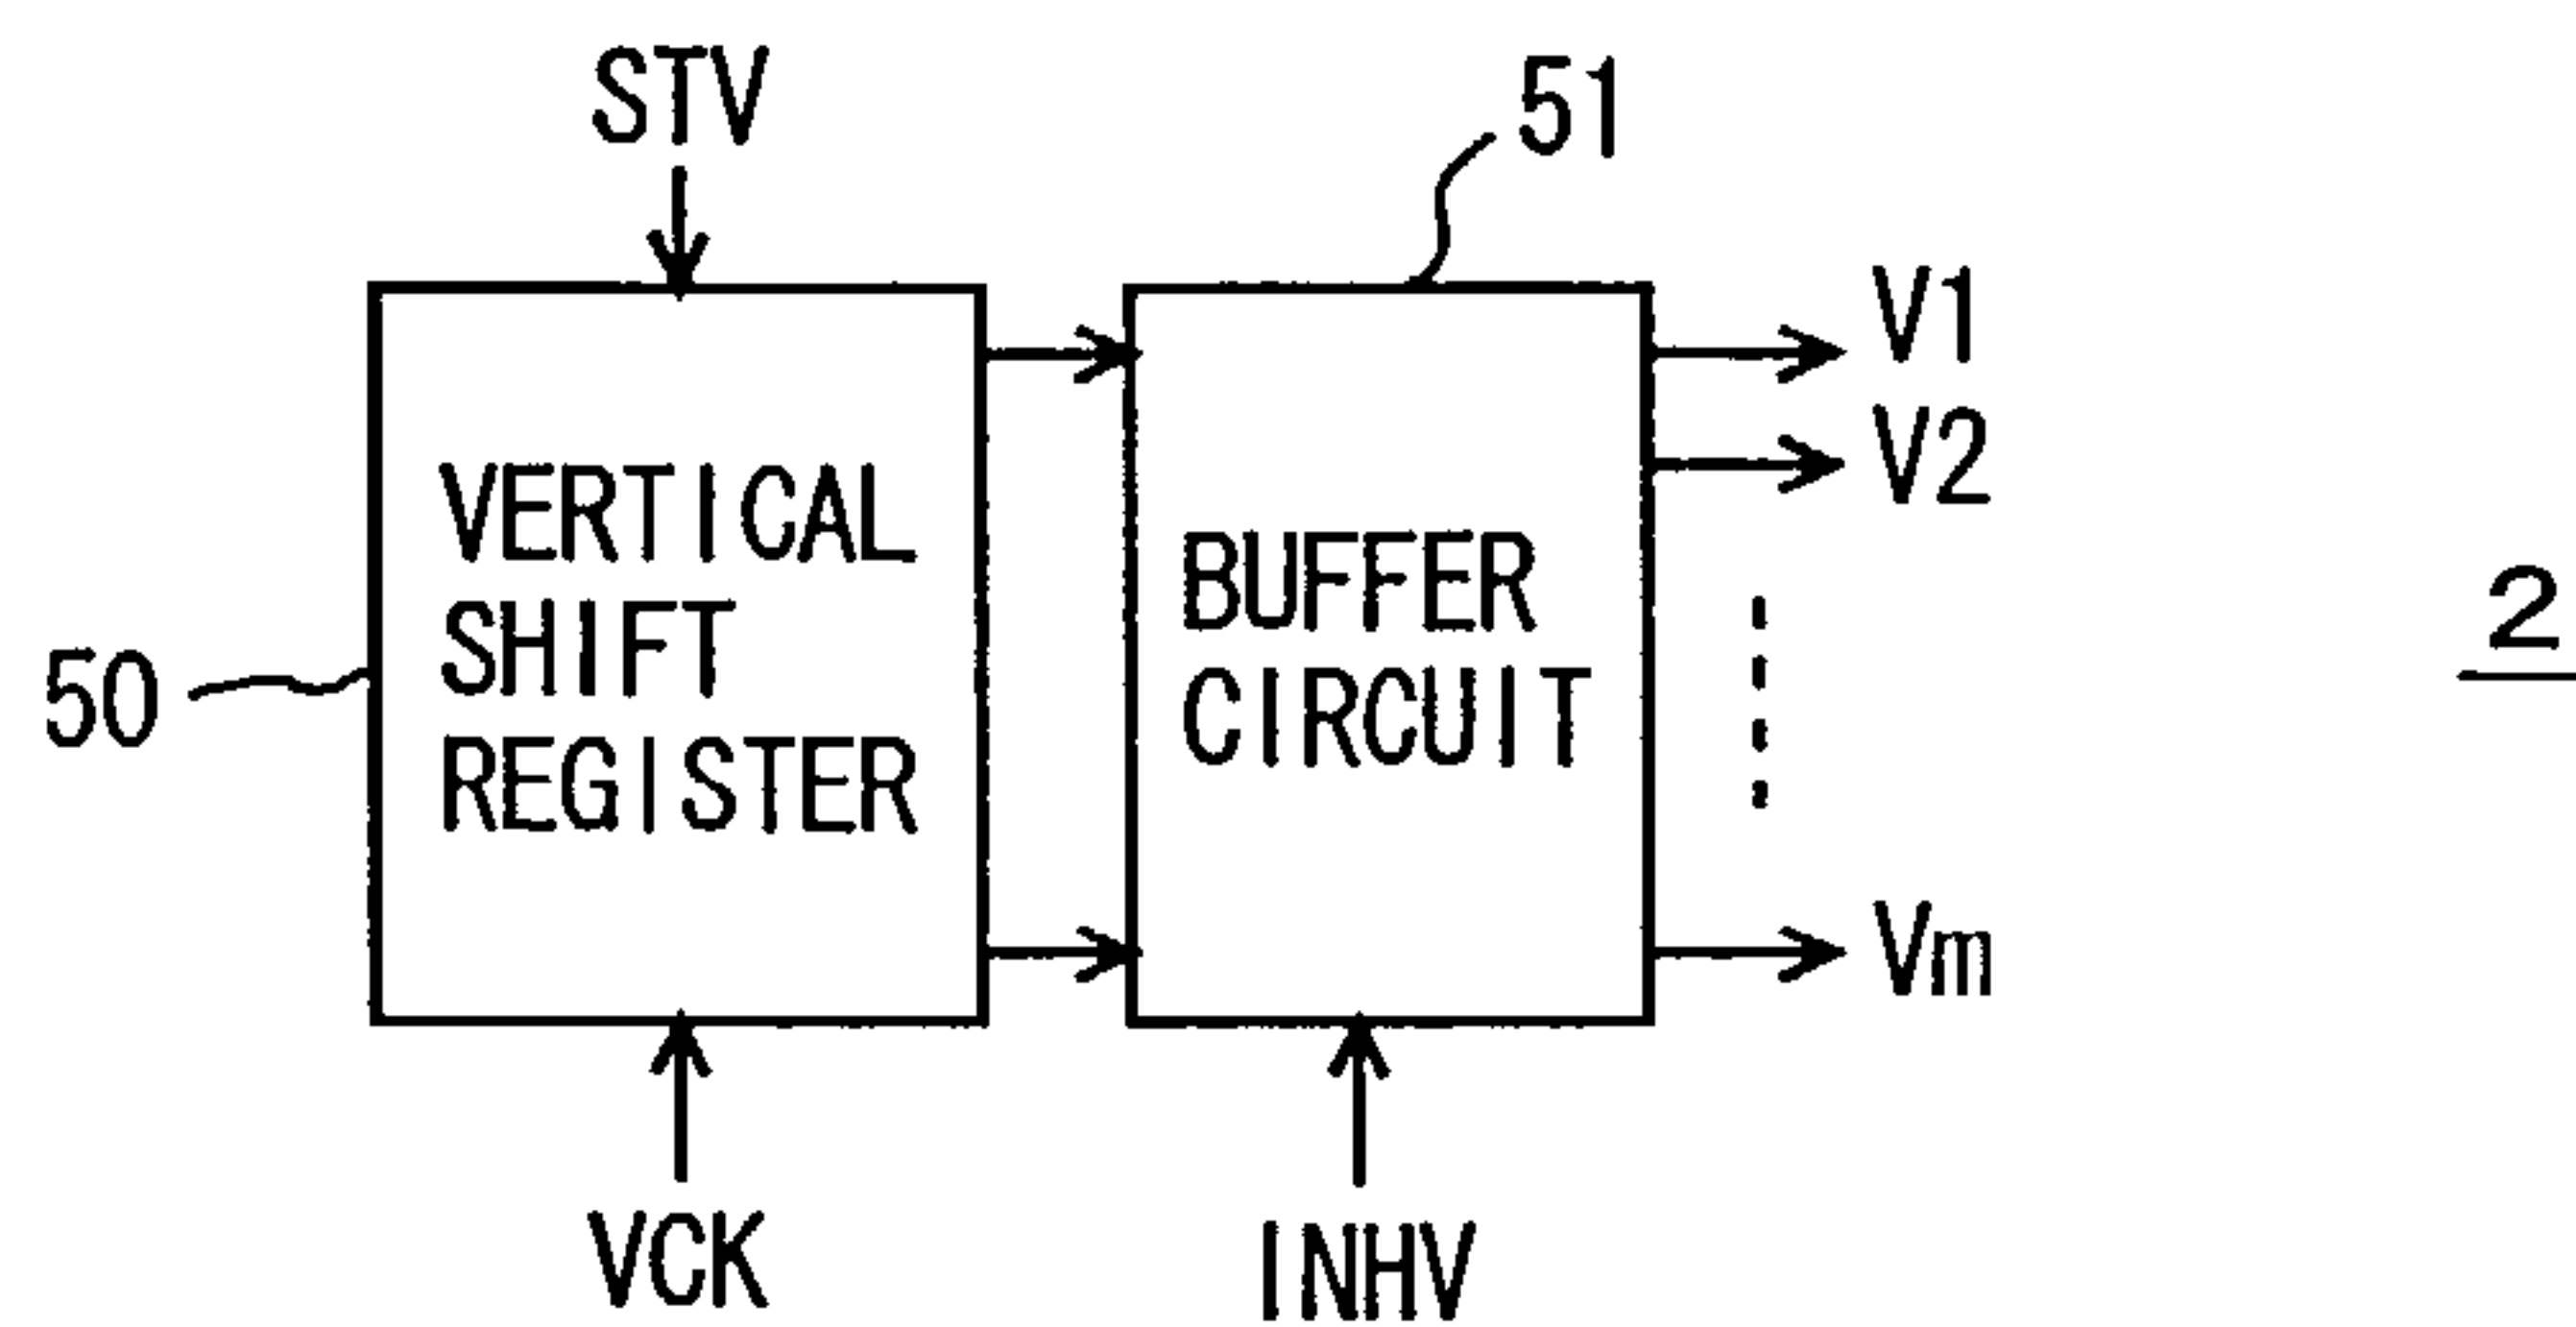 STV
51
V1
V2
VERTICAL
SHIFT
REGISTER
BUFFER
CIRCUIT
50
2
Vm
VCK
INHV